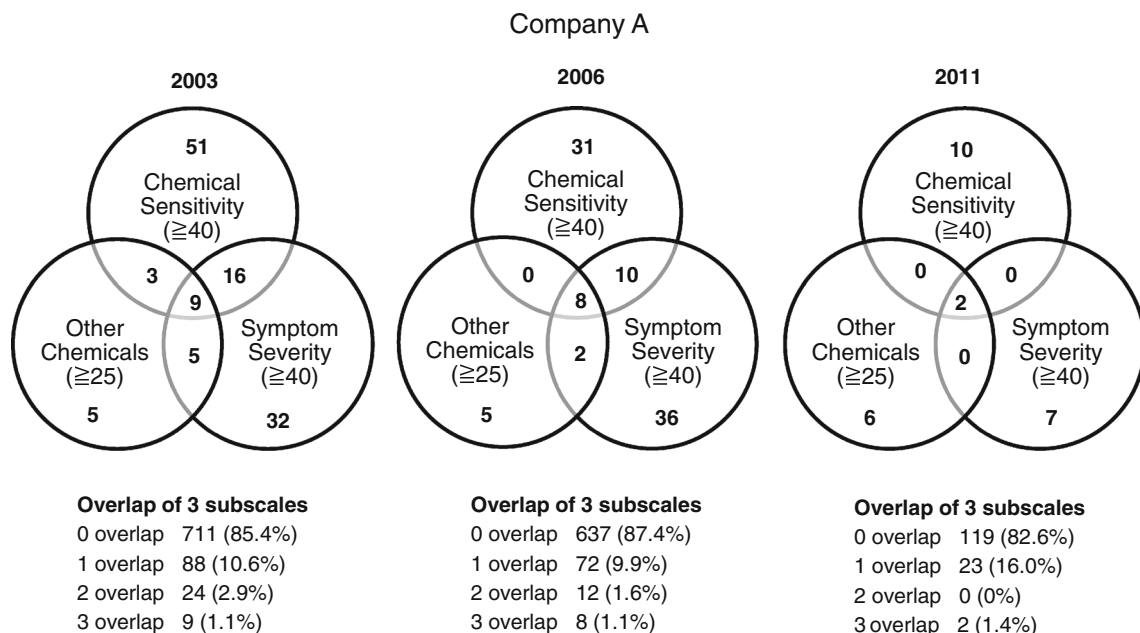 Company A
2003
51
Chemical
Sensitivity
(≧40)
3
16
9
Other
Chemicals
(≧25)
5
Symptom
Severity
(≧40)
5
32
Overlap of 3 subscales
0 overlap 711 (85.4%)
1 overlap 88 (10.6%)
2 overlap 24 (2.9%)
3 overlap 9 (1.1%)
2006
31
Chemical
Sensitivity
(≧40)
0
10
8
Other
Chemicals
(≧25)
2
Symptom
Severity
(≧40)
5
36
Overlap of 3 subscales
0 overlap 637 (87.4%)
1 overlap 72 (9.9%)
2 overlap 12 (1.6%)
3 overlap 8 (1.1%)
2011
10
Chemical
Sensitivity
(≧40)
0
0
2
Other
Chemicals
(≧25)
0
Symptom
Severity
(≧40)
6
7
Overlap of 3 subscales
0 overlap 119 (82.6%)
1 overlap 23 (16.0%)
2 overlap 0 (0%)
3 overlap 2 (1.4%)